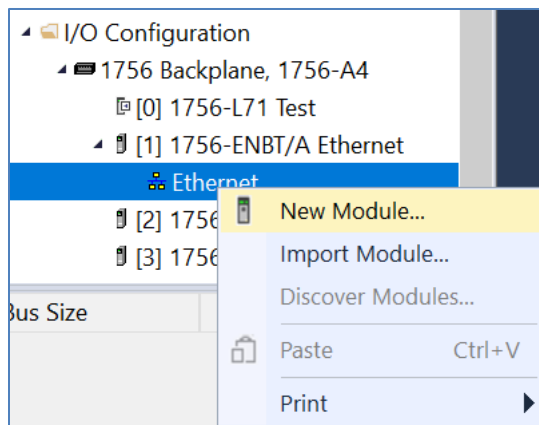 I/O Configuration
1756 Backplane, 1756-A4
[0] 1756-L71 Test
[1] 1756-ENBT/A Ethernet
Ethernet
[2] 1756
[3] 1756
Bus Size
New Module...
Import Module...
Discover Modules...
Paste Ctrl+V
Print